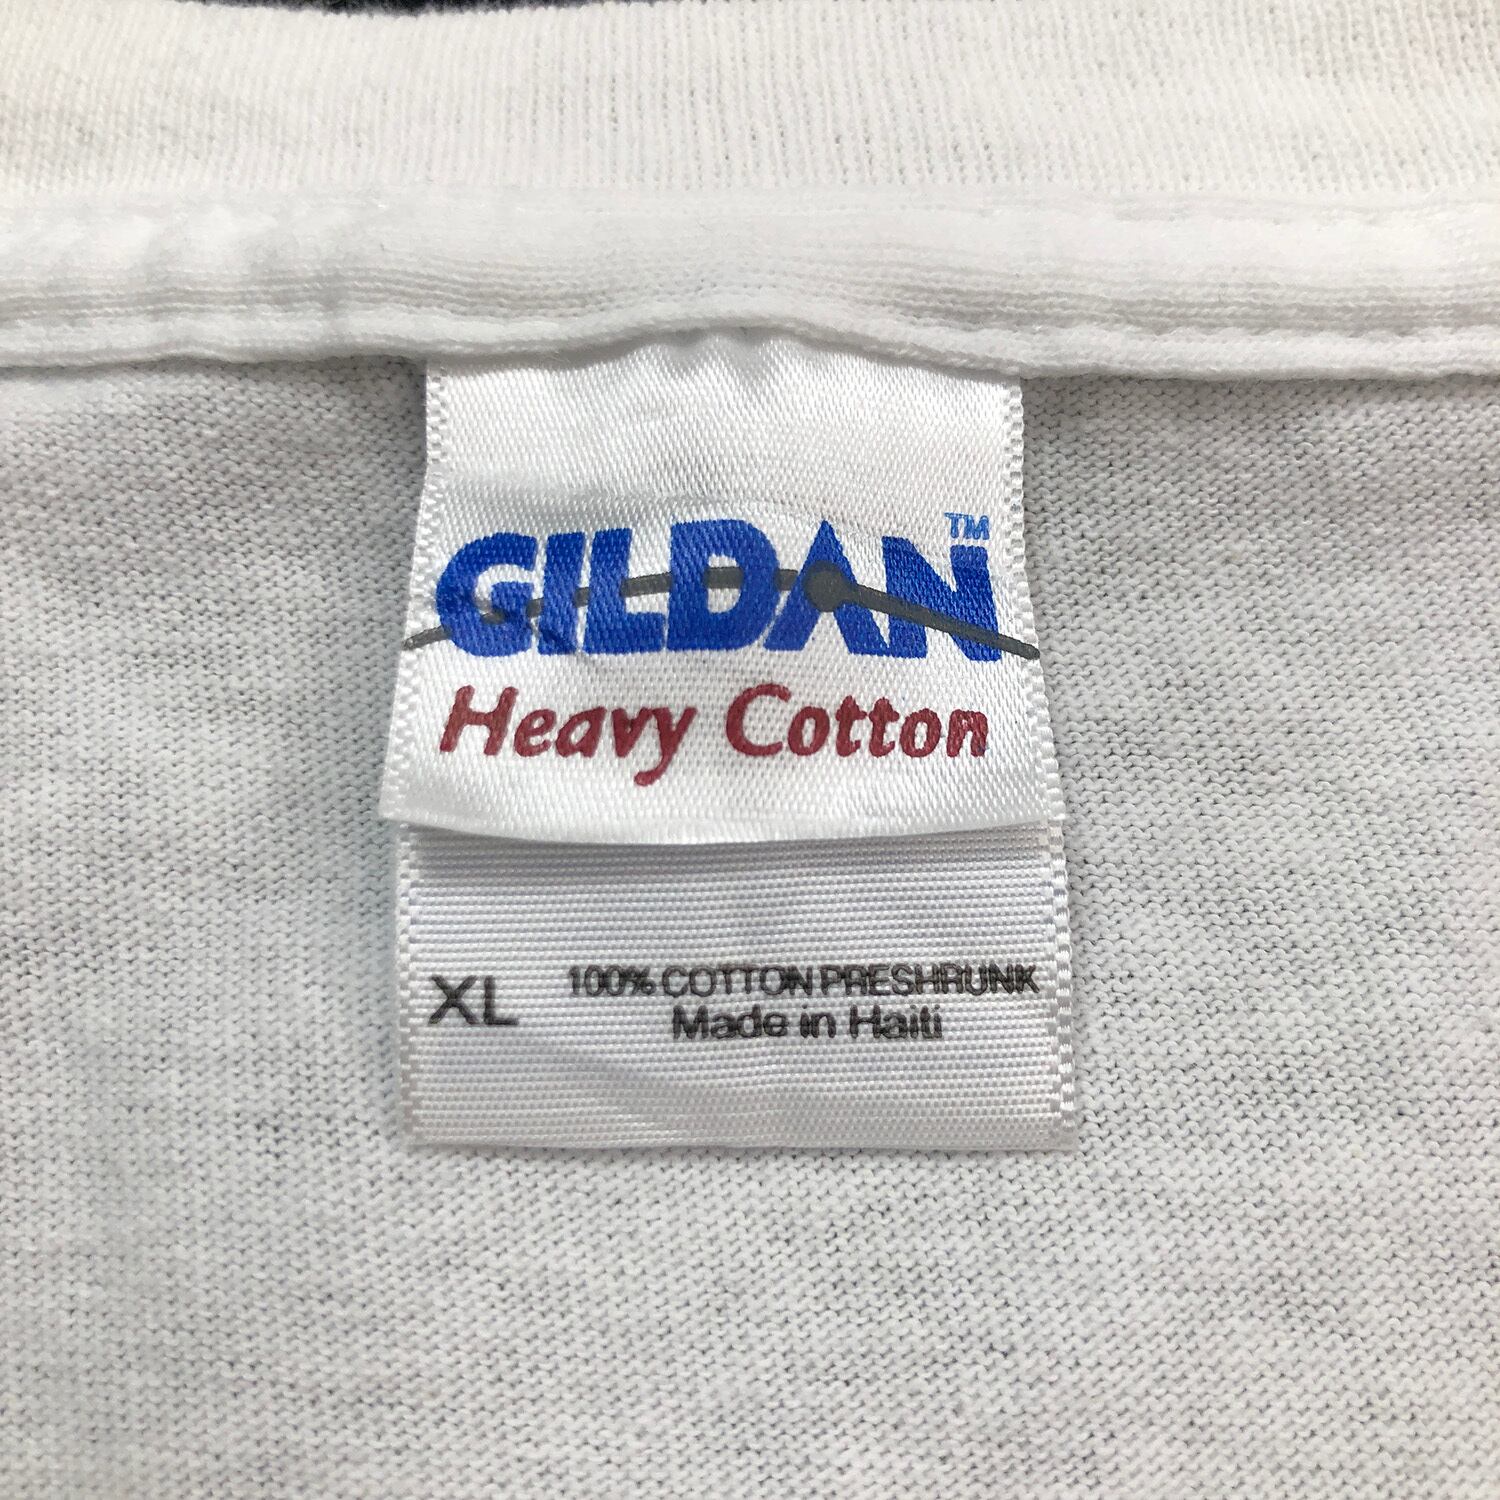 GILDAN™
Heavy Cotton
XL
100% COTTON PRESHRUNK
Made in Haiti